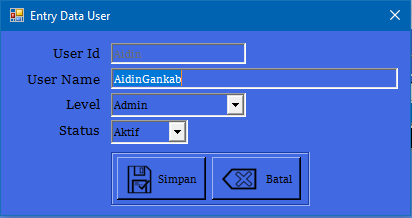 Entry Data User
User Id
User Name AidinGankab
Level Admin
Status Aktif
Simpan Batal